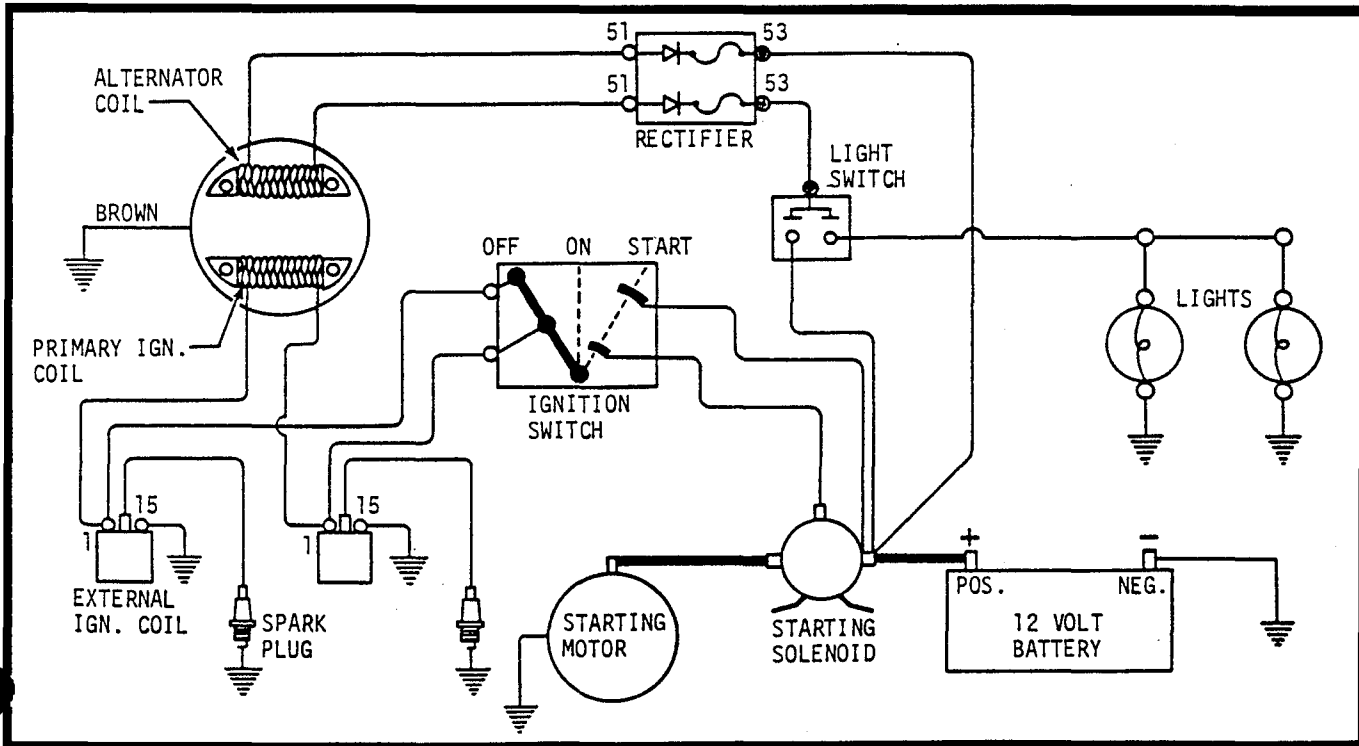 51
53
ALTERNATOR
COIL
51
53
RECTIFIER
LIGHT
SWITCH
BROWN
OFF ON START
LIGHTS
PRIMARY IGN.
COIL
IGNITION
SWITCH
15
1
15
1
EXTERNAL
IGN. COIL
SPARK
PLUG
STARTING
MOTOR
STARTING
SOLENOID
+
−
POS.
NEG.
12 VOLT
BATTERY